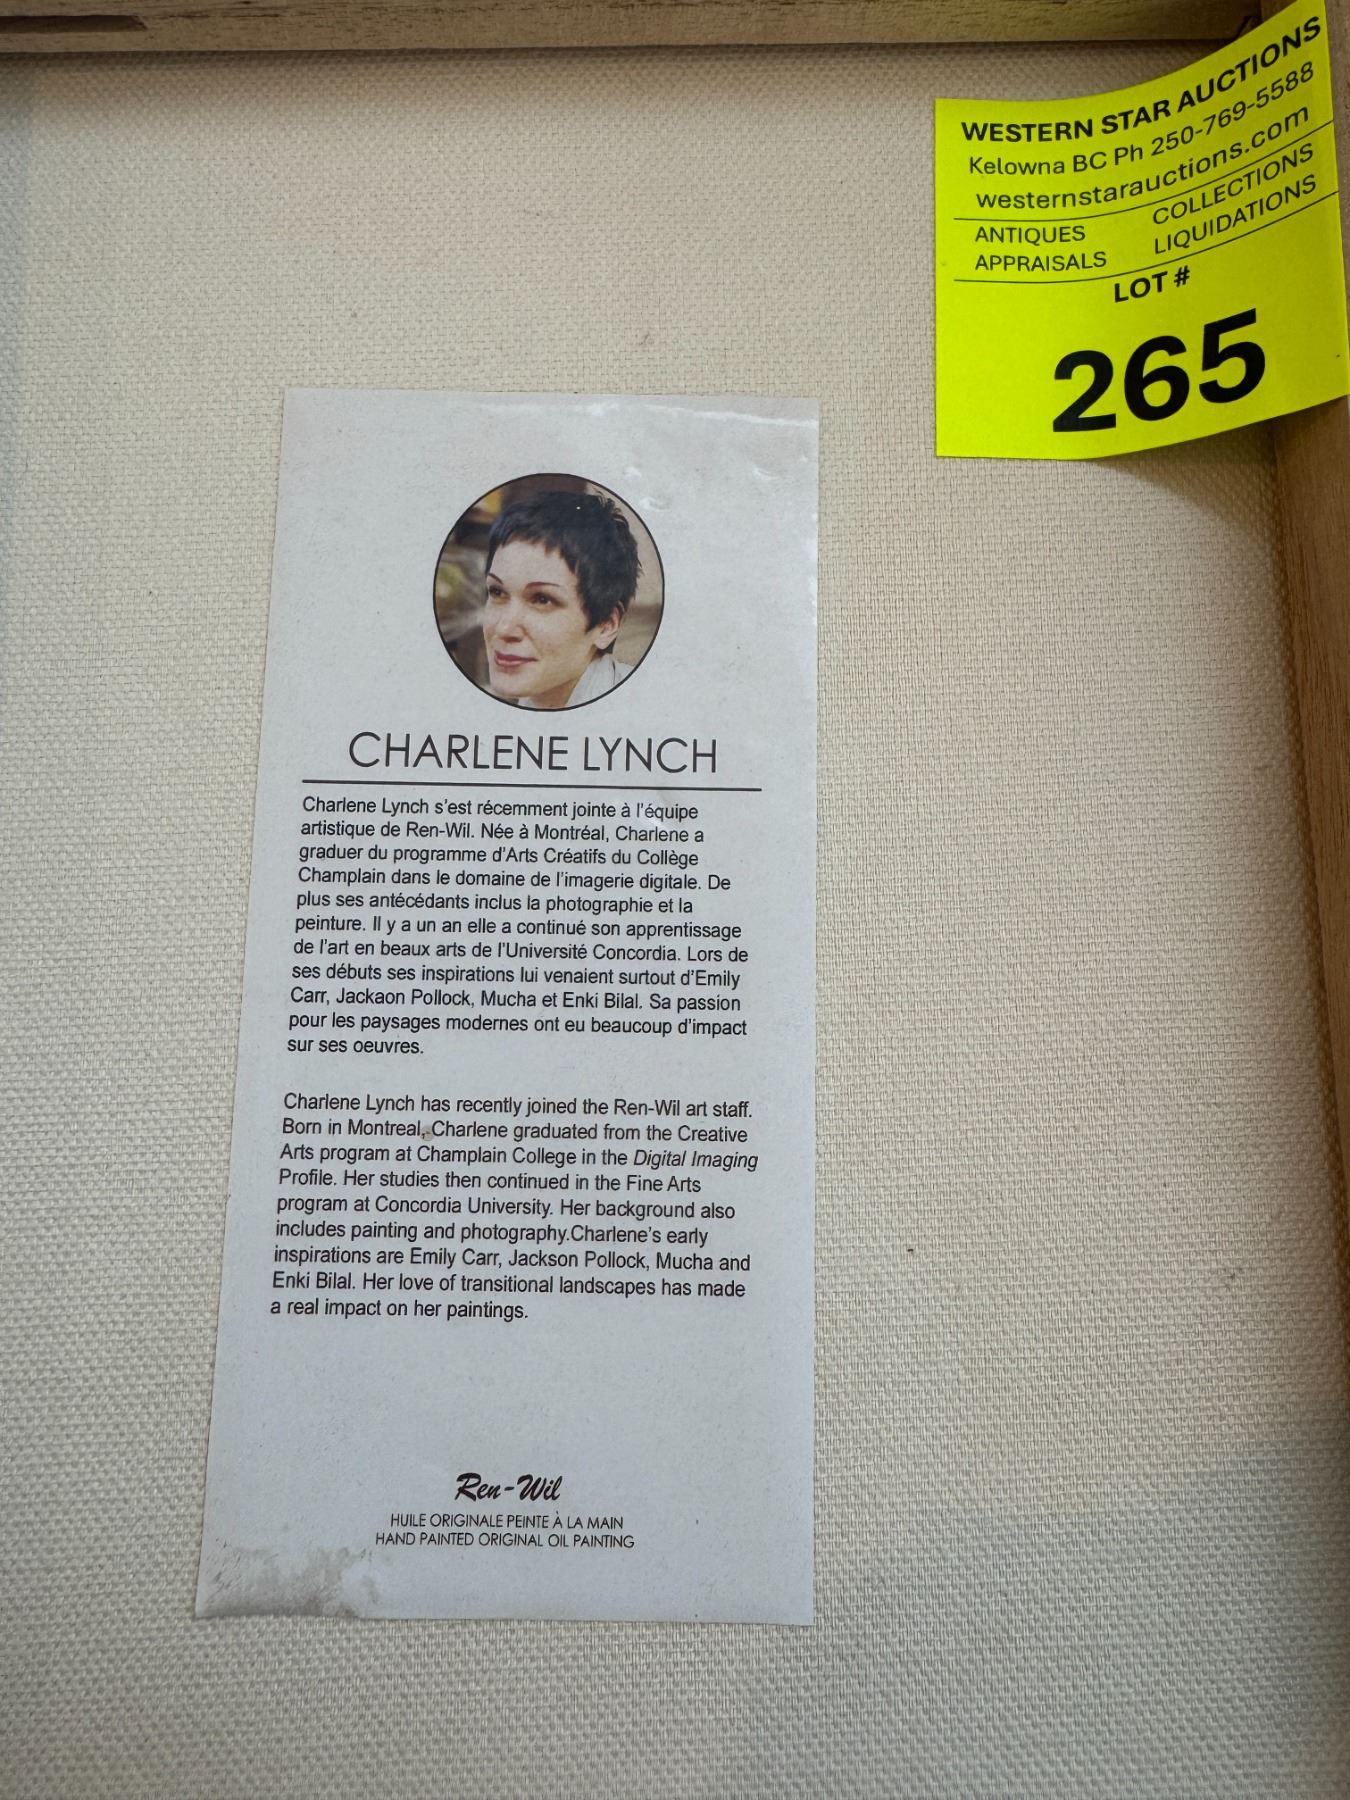 WESTERN STAR AUCTIONS
Kelowna BC Ph 250-769-5588
westernstarauctions.com
ANTIQUES COLLECTIONS
APPRAISALS LIQUIDATIONS
LOT #
265
CHARLENE LYNCH
Charlene Lynch s'est récemment jointe à l'équipe
artistique de Ren-Wil. Née à Montréal, Charlene a
graduer du programme d'Arts Créatifs du Collège
Champlain dans le domaine de l'imagerie digitale. De
plus ses antécédants inclus la photographie et la
peinture. Il y a un an elle a continué son apprentissage
de l'art en beaux arts de l'Université Concordia. Lors de
ses débuts ses inspirations lui venaient surtout d'Emily
Carr, Jackaon Pollock, Mucha et Enki Bilal. Sa passion
pour les paysages modernes ont eu beaucoup d'impact
sur ses oeuvres.
Charlene Lynch has recently joined the Ren-Wil art staff.
Born in Montreal, Charlene graduated from the Creative
Arts program at Champlain College in the Digital Imaging
Profile. Her studies then continued in the Fine Arts
program at Concordia University. Her background also
includes painting and photography.Charlene's early
inspirations are Emily Carr, Jackson Pollock, Mucha and
Enki Bilal. Her love of transitional landscapes has made
a real impact on her paintings.
Ren-Wil
HUILE ORIGINALE PEINTE À LA MAIN
HAND PAINTED ORIGINAL OIL PAINTING